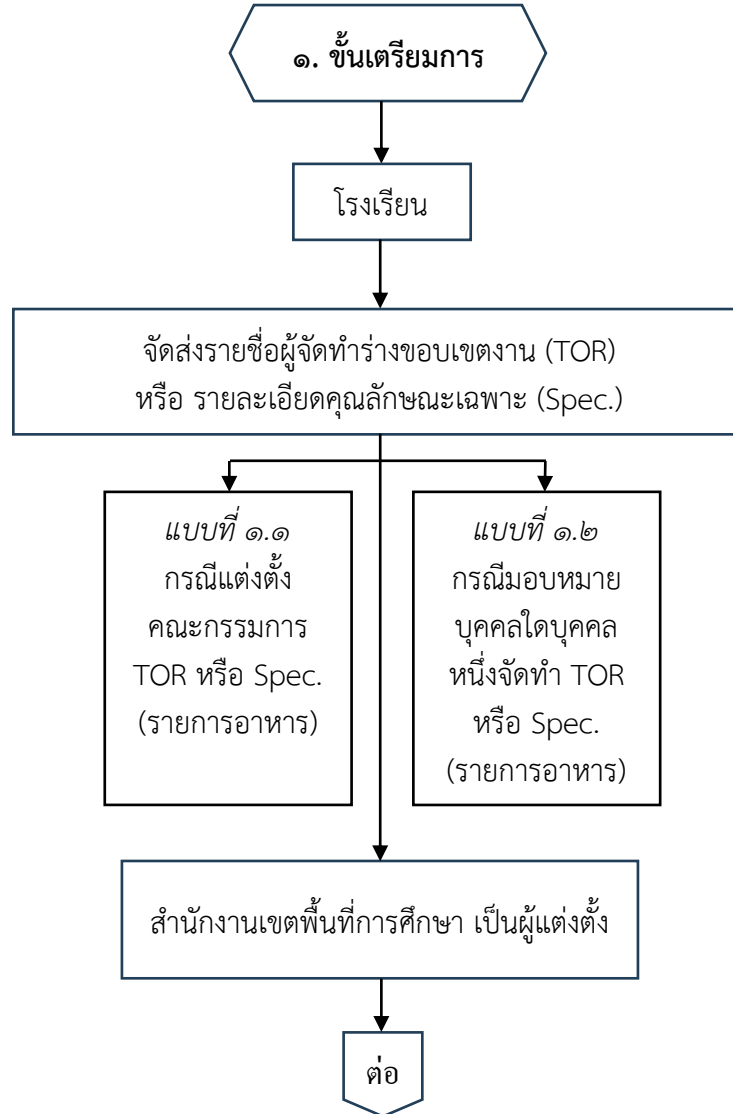 ๑. ขั้นเตรียมการ
โรงเรียน
จัดส่งรายชื่อผู้จัดทำร่างขอบเขตงาน (TOR)
หรือ รายละเอียดคุณลักษณะเฉพาะ (Spec.)
แบบที่ ๑.๑
กรณีแต่งตั้ง
คณะกรรมการ
TOR หรือ Spec.
(รายการอาหาร)
แบบที่ ๑.๒
กรณีมอบหมาย
บุคคลใดบุคคล
หนึ่งจัดทำ TOR
หรือ Spec.
(รายการอาหาร)
สำนักงานเขตพื้นที่การศึกษา เป็นผู้แต่งตั้ง
ต่อ